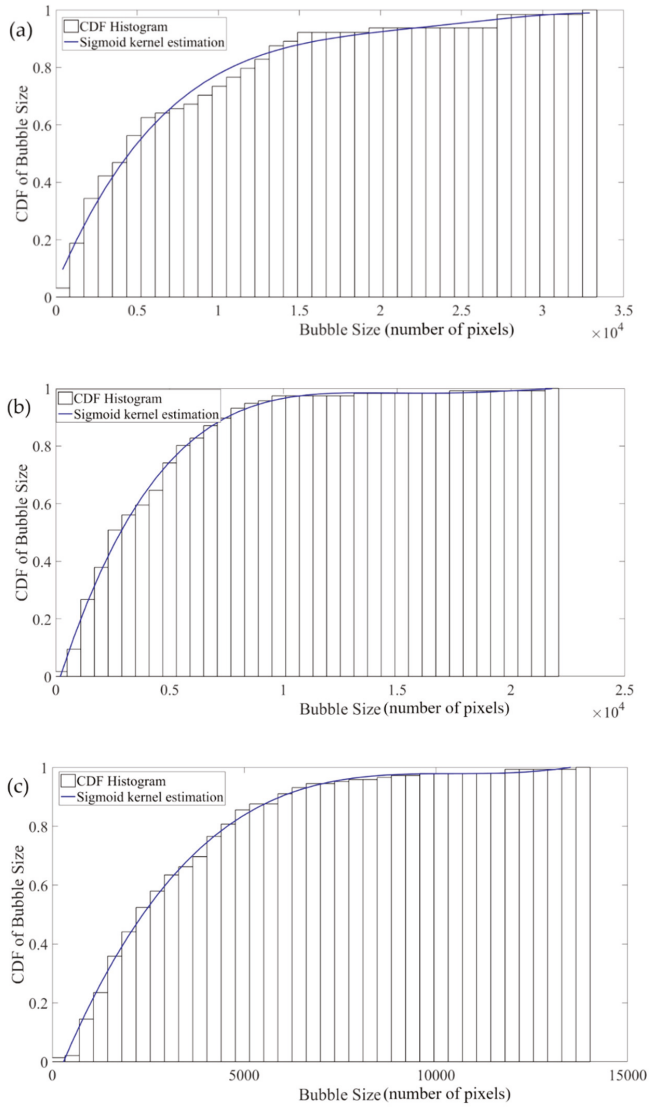 (a)
CDF Histogram
Sigmoid kernel estimation
CDF of Bubble Size
1
0.8
0.6
0.4
0.2
0
0 0.5 1 1.5 2 2.5 3 3.5
Bubble Size (number of pixels)
×10⁴
(b)
CDF Histogram
Sigmoid kernel estimation
CDF of Bubble Size
1
0.8
0.6
0.4
0.2
0
0 0.5 1 1.5 2 2.5
Bubble Size (number of pixels)
×10⁴
(c)
CDF Histogram
Sigmoid kernel estimation
CDF of Bubble Size
1
0.8
0.6
0.4
0.2
0
0 5000 10000 15000
Bubble Size (number of pixels)